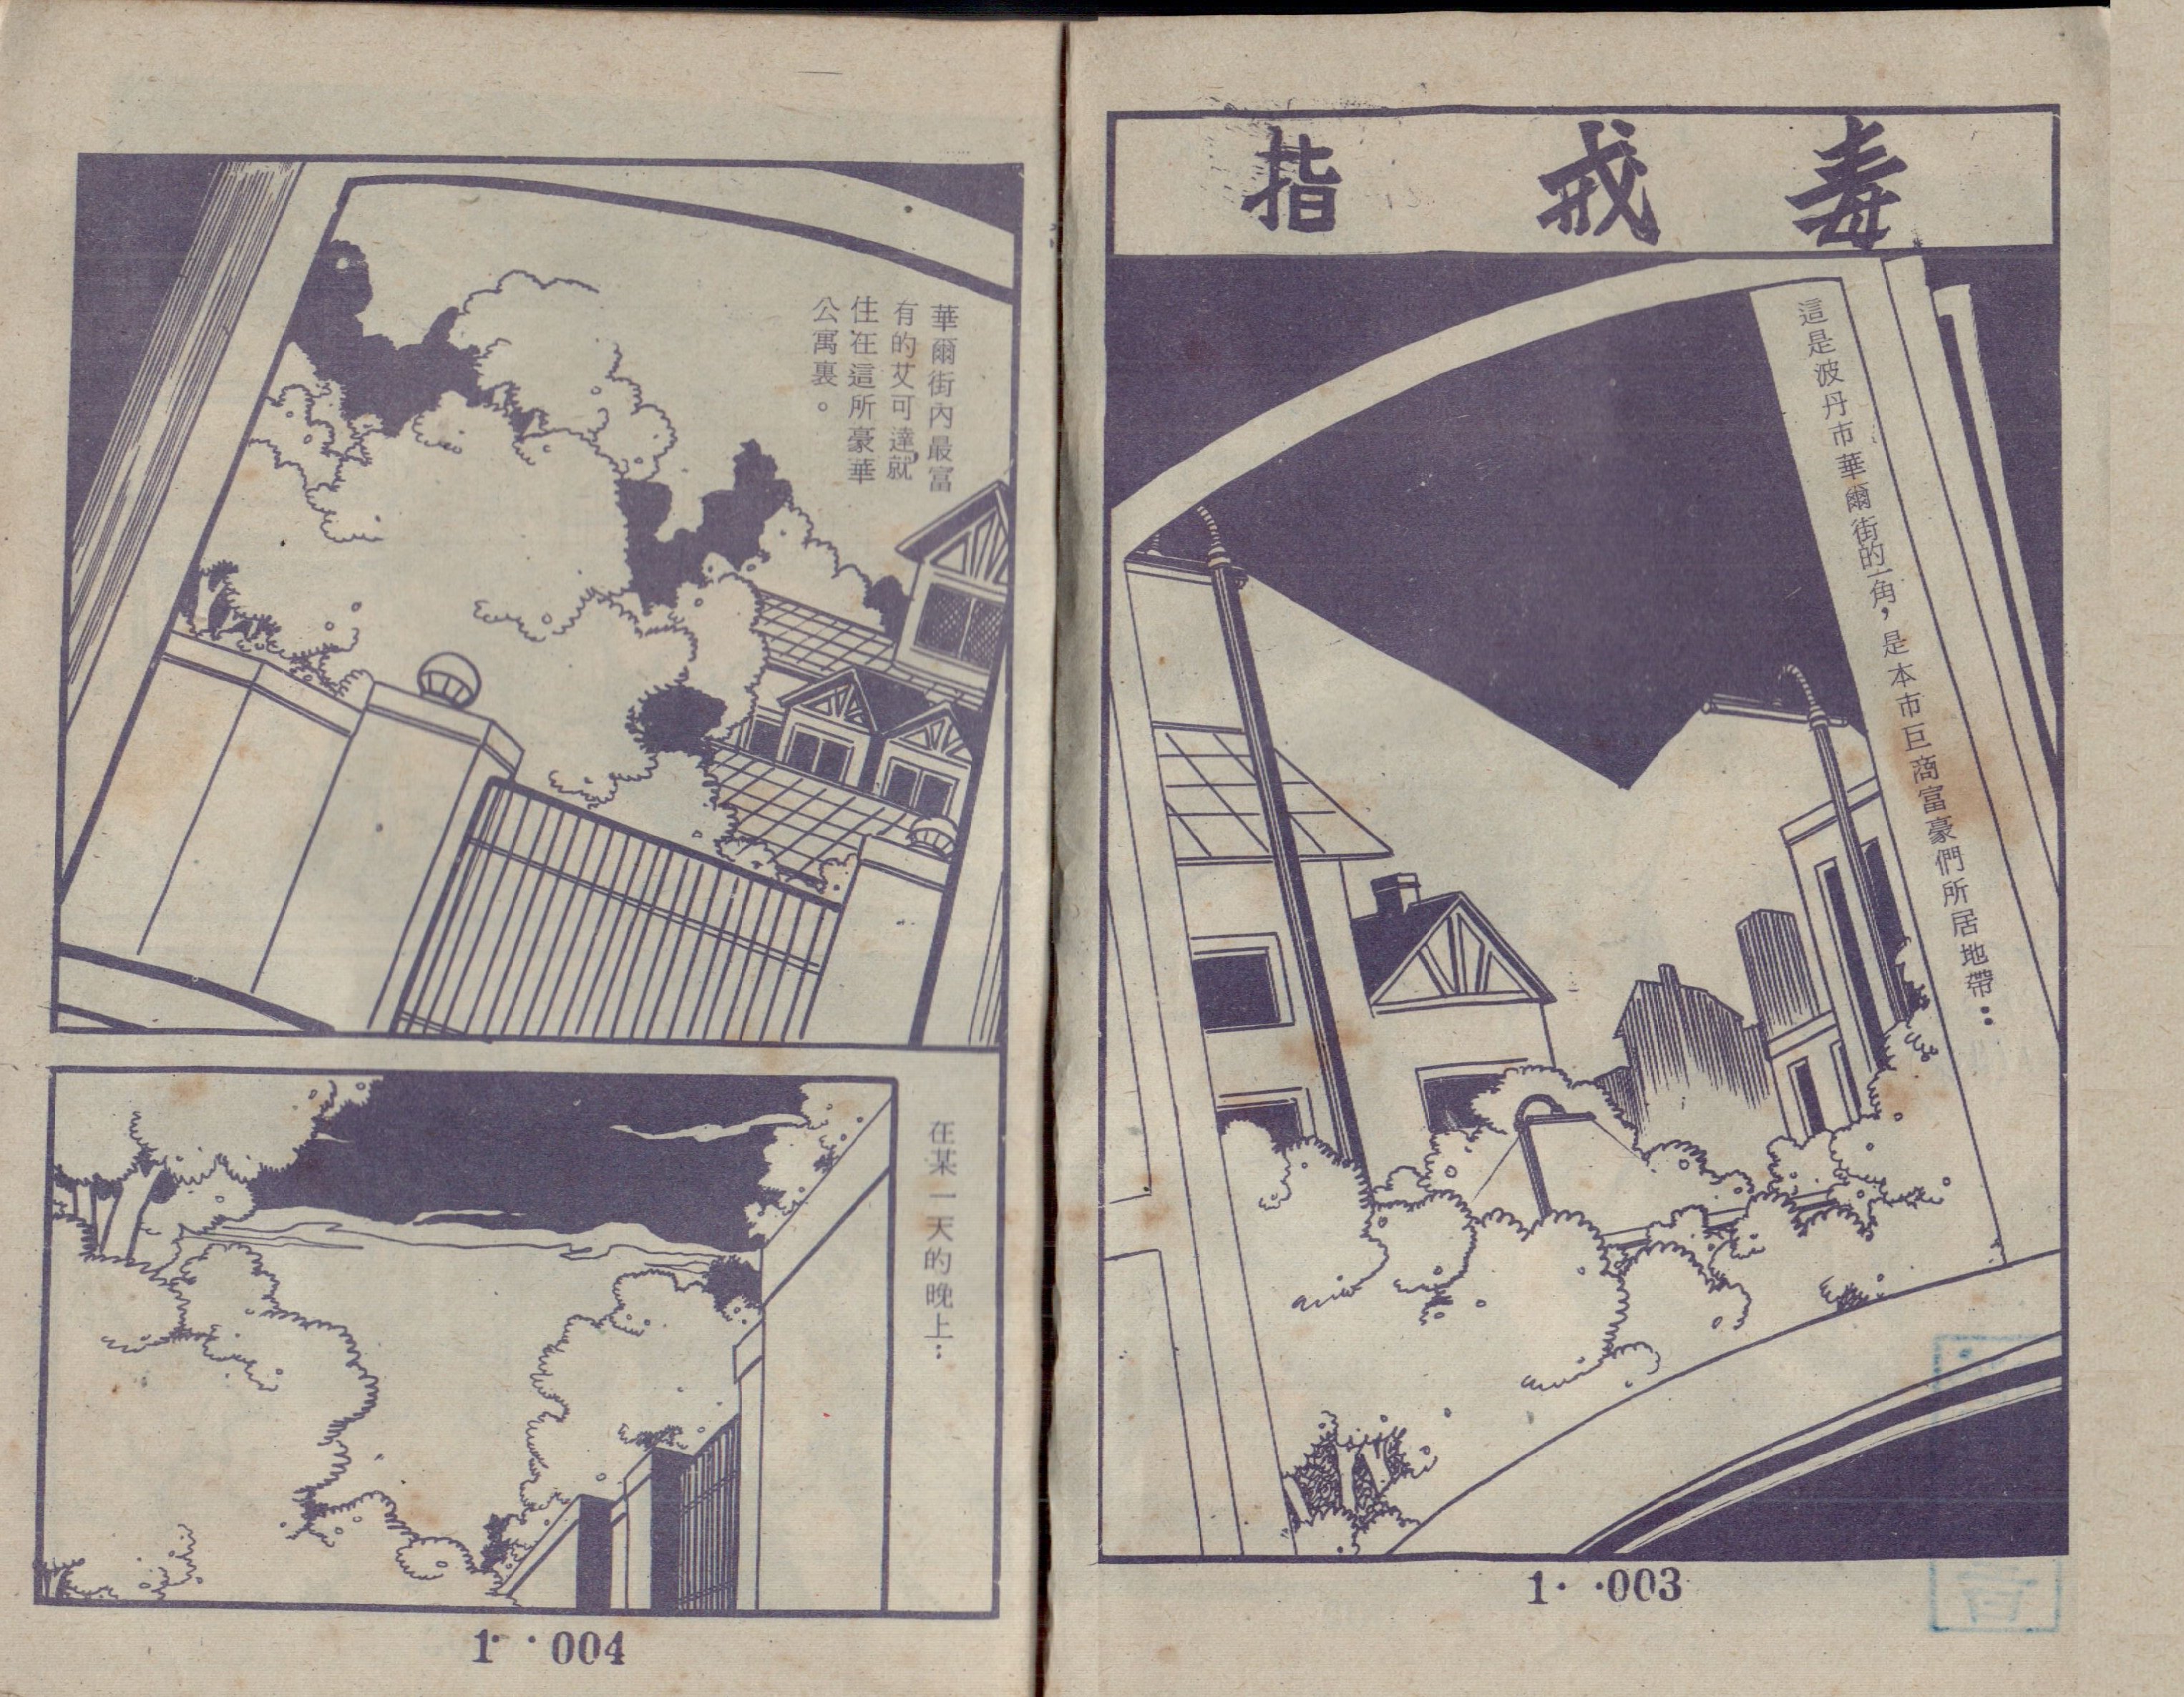 毒戒指
這是波丹市華爾街的一角，是本市巨商富豪們所居地帶：
1··003
華爾街內最富
有的艾可達，就
住在這所豪華
公寓裏。
在某一天的晚上：
1··004